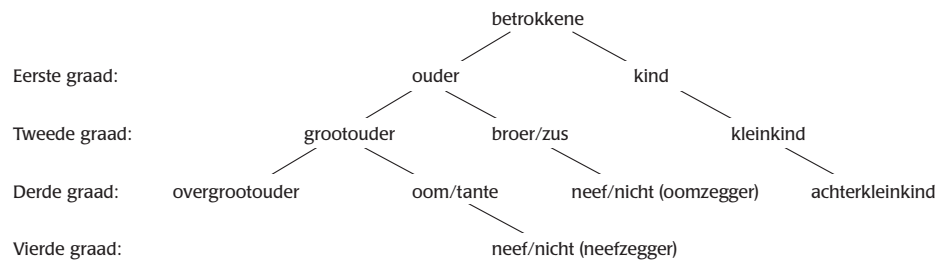 betrokkene
Eerste graad: ouder kind
Tweede graad: grootouder broer/zus kleinkind
Derde graad: overgrootouder oom/tante neef/nicht (oomzegger) achterkleinkind
Vierde graad: neef/nicht (neefzegger)